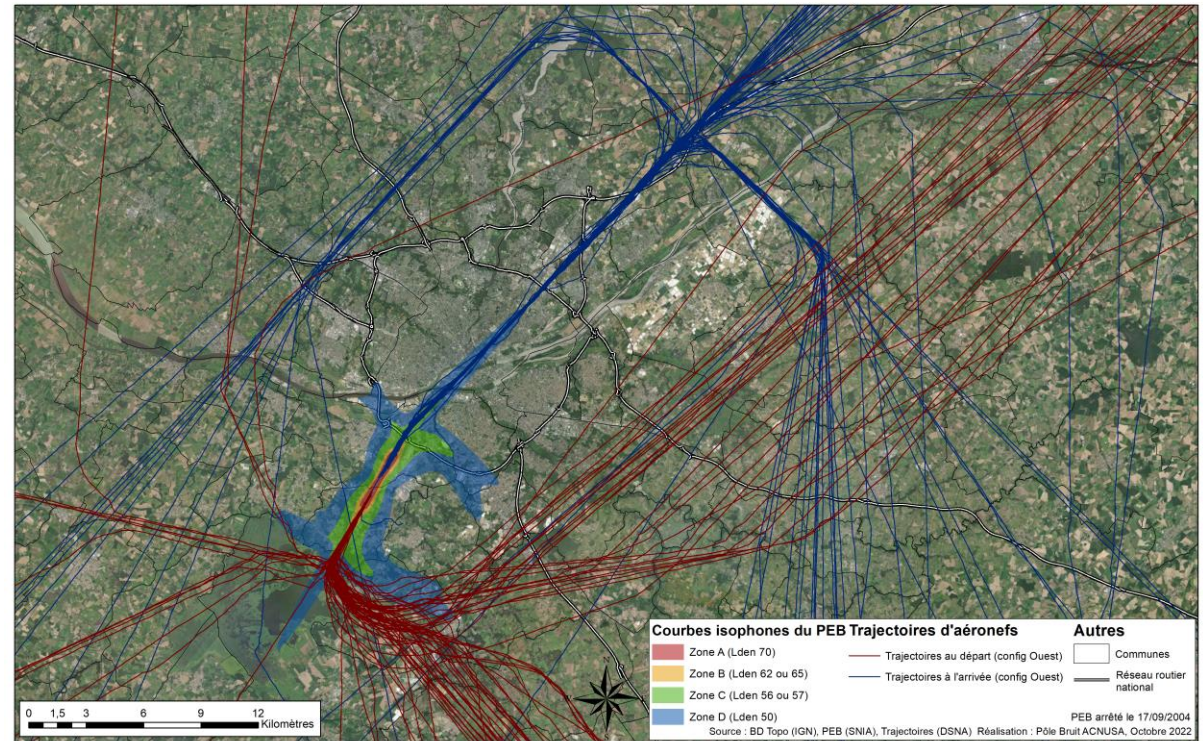 Courbes isophones du PEB
Zone A (Lden 70)
Zone B (Lden 62 ou 65)
Zone C (Lden 56 ou 57)
Zone D (Lden 50)
Trajectoires d'aéronefs
Trajectoires au départ (config Ouest)
Trajectoires à l'arrivée (config Ouest)
Autres
Communes
Réseau routier
national
N
0 1,5 3 6 9 12
Kilomètres
PEB arrêté le 17/09/2004
Source : BD Topo (IGN), PEB (SNIA), Trajectoires (DSNA) Réalisation : Pôle Bruit ACNUSA, Octobre 2022